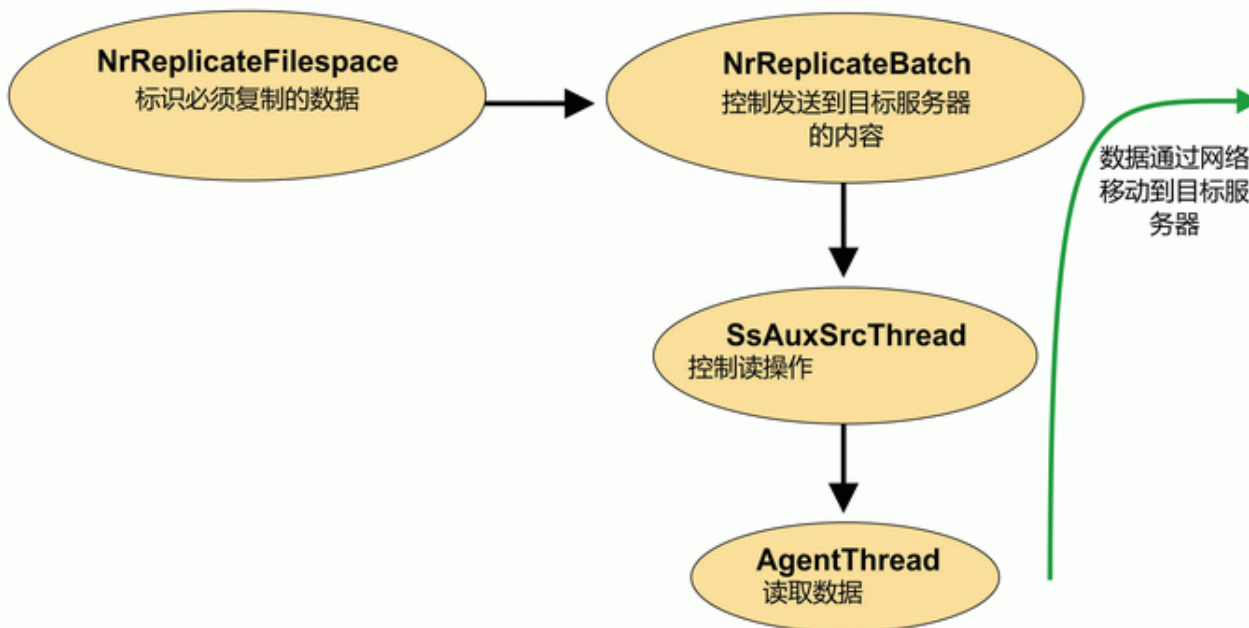 NrReplicateFilespace
标识必须复制的数据
NrReplicateBatch
控制发送到目标服务器
的内容
数据通过网络
移动到目标服
务器
SsAuxSrcThread
控制读操作
AgentThread
读取数据